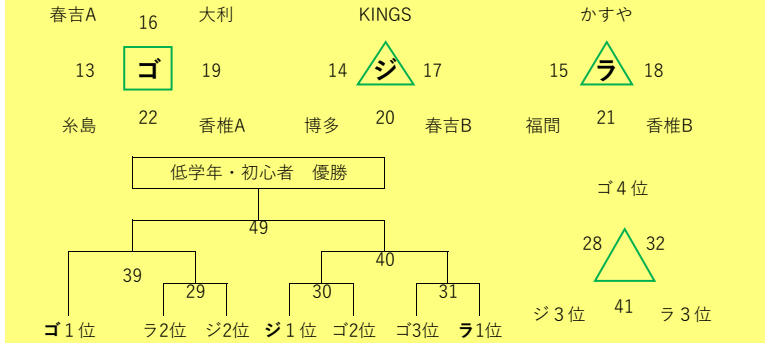 春吉A 16 大利 KINGS かすや
13 ゴ 19 14 ジ 17 15 ラ 18
糸島 22 香椎A 博多 20 春吉B 福間 21 香椎B
低学年・初心者　優勝
ゴ４位
49
28 32
39 40
29 30 31
ジ３位 41 ラ３位
ゴ１位 ラ2位 ジ2位 ジ１位 ゴ2位 ゴ3位 ラ1位